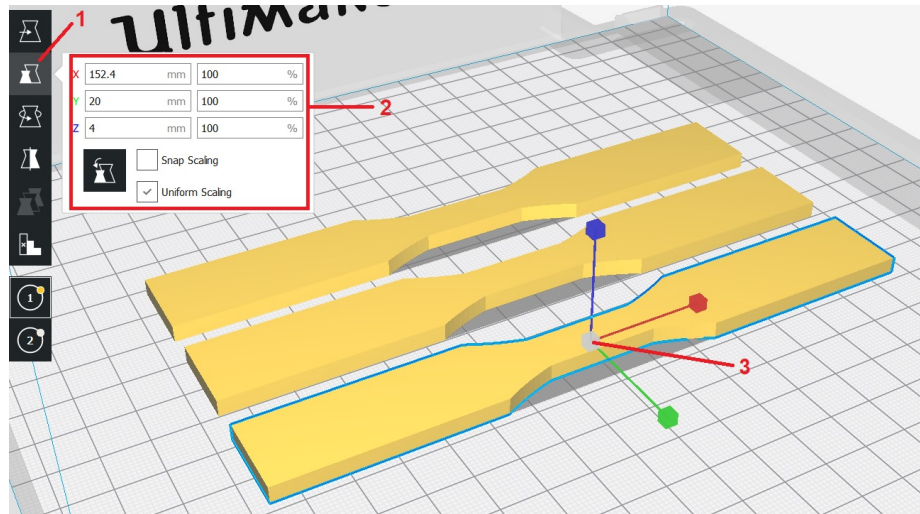 1
Ultimak
X 152.4 mm 100 %
Y 20 mm 100 %
2
Z 4 mm 100 %
Snap Scaling
Uniform Scaling
1
2
3